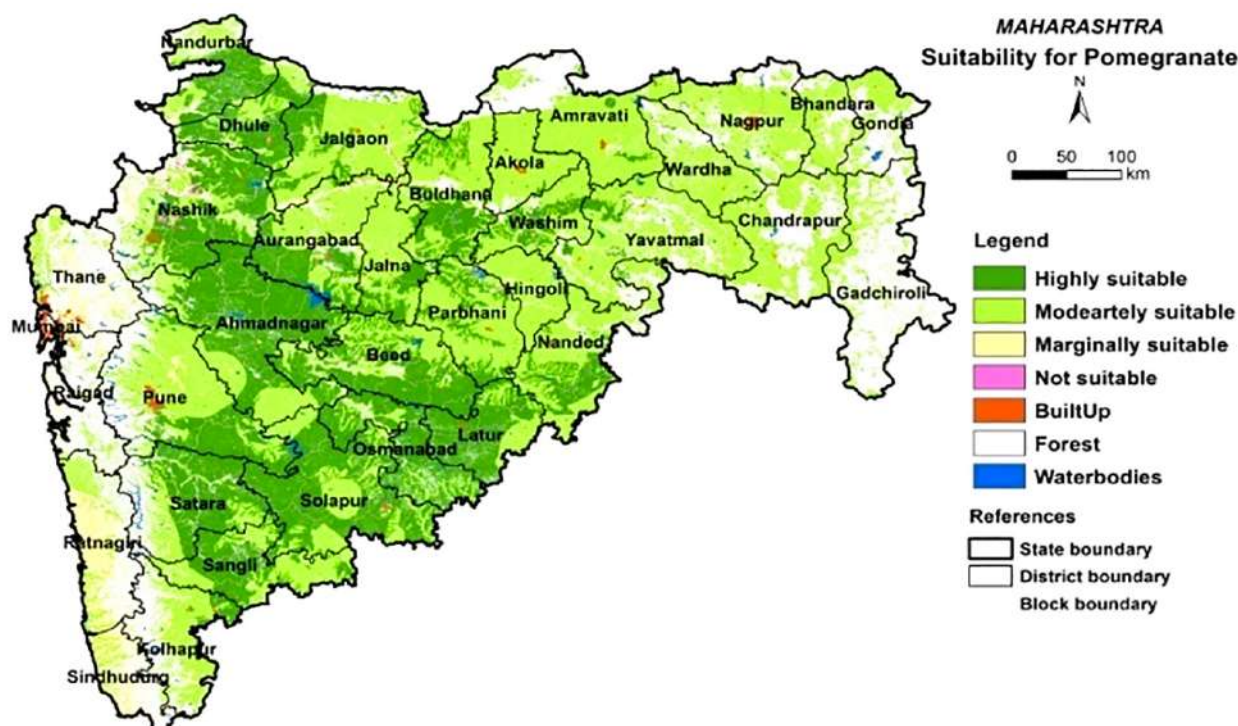 MAHARASHTRA
Suitability for Pomegranate
N
0 50 100
km
Legend
Highly suitable
Modeartely suitable
Marginally suitable
Not suitable
BuiltUp
Forest
Waterbodies
References
State boundary
District boundary
Block boundary
Nandurbar
Dhule
Jalgaon
Amravati
Nagpur
Bhandara
Gondia
Akola
Wardha
Buldhana
Nashik
Washim
Chandrapur
Aurangabad
Yavatmal
Jalna
Thane
Hingoli
Gadchiroli
Mumbai
Ahmadnagar
Parbhani
Beed
Nanded
Raigad
Pune
Latur
Osmanabad
Satara
Solapur
Ratnagiri
Sangli
Kolhapur
Sindhudurg